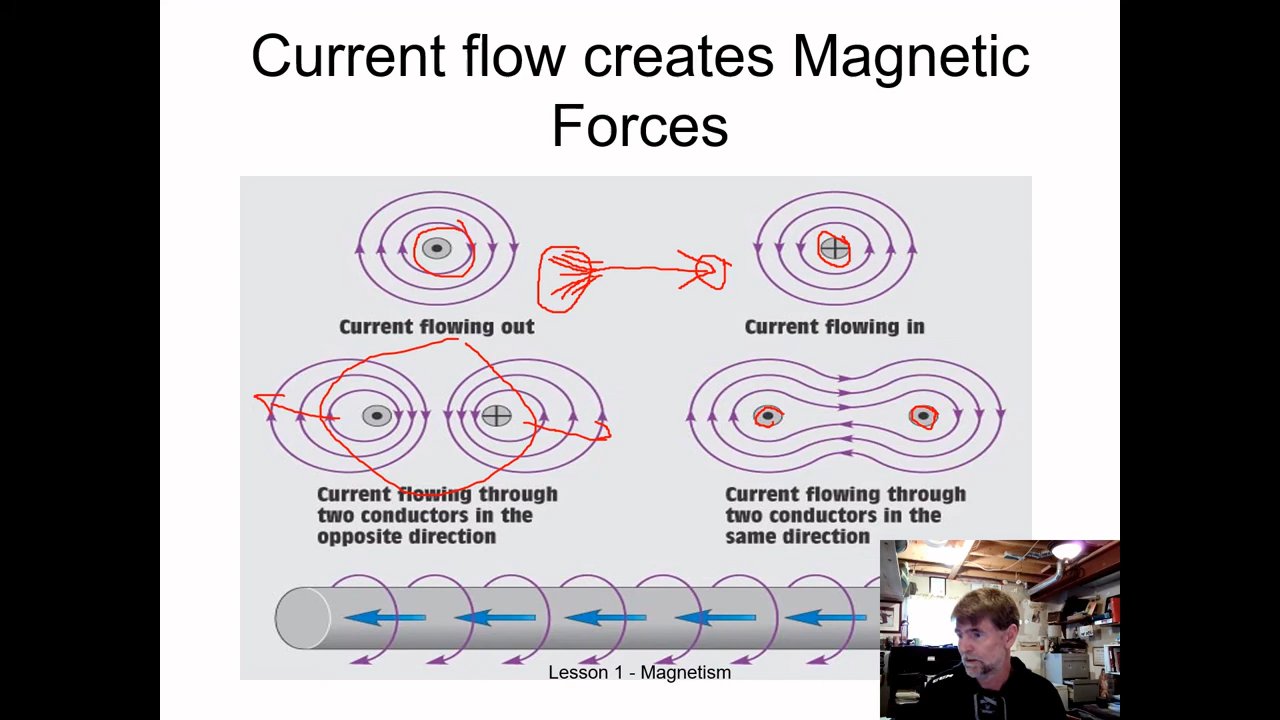 Current flow creates Magnetic
Forces
Current flowing out
Current flowing in
Current flowing through
two conductors in the
opposite direction
Current flowing through
two conductors in the
same direction
Lesson 1 - Magnetism